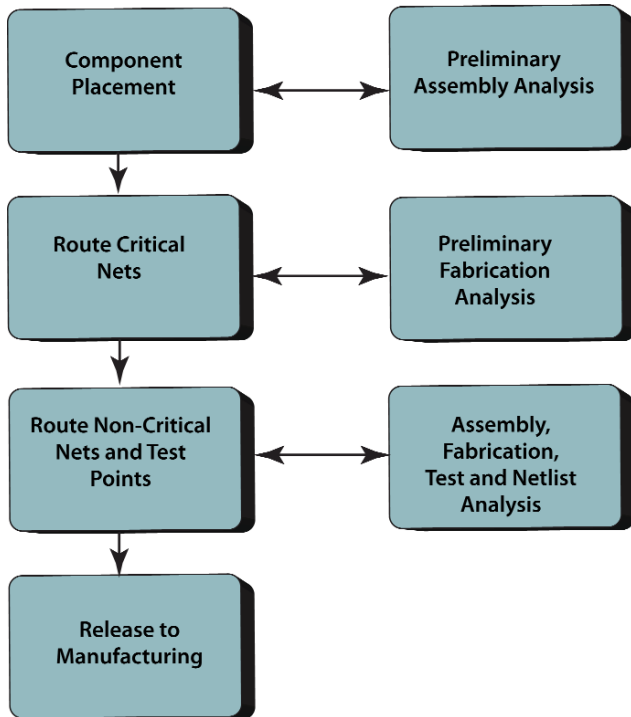 Component
Placement
Preliminary
Assembly Analysis
Route Critical
Nets
Preliminary
Fabrication
Analysis
Route Non-Critical
Nets and Test
Points
Assembly,
Fabrication,
Test and Netlist
Analysis
Release to
Manufacturing